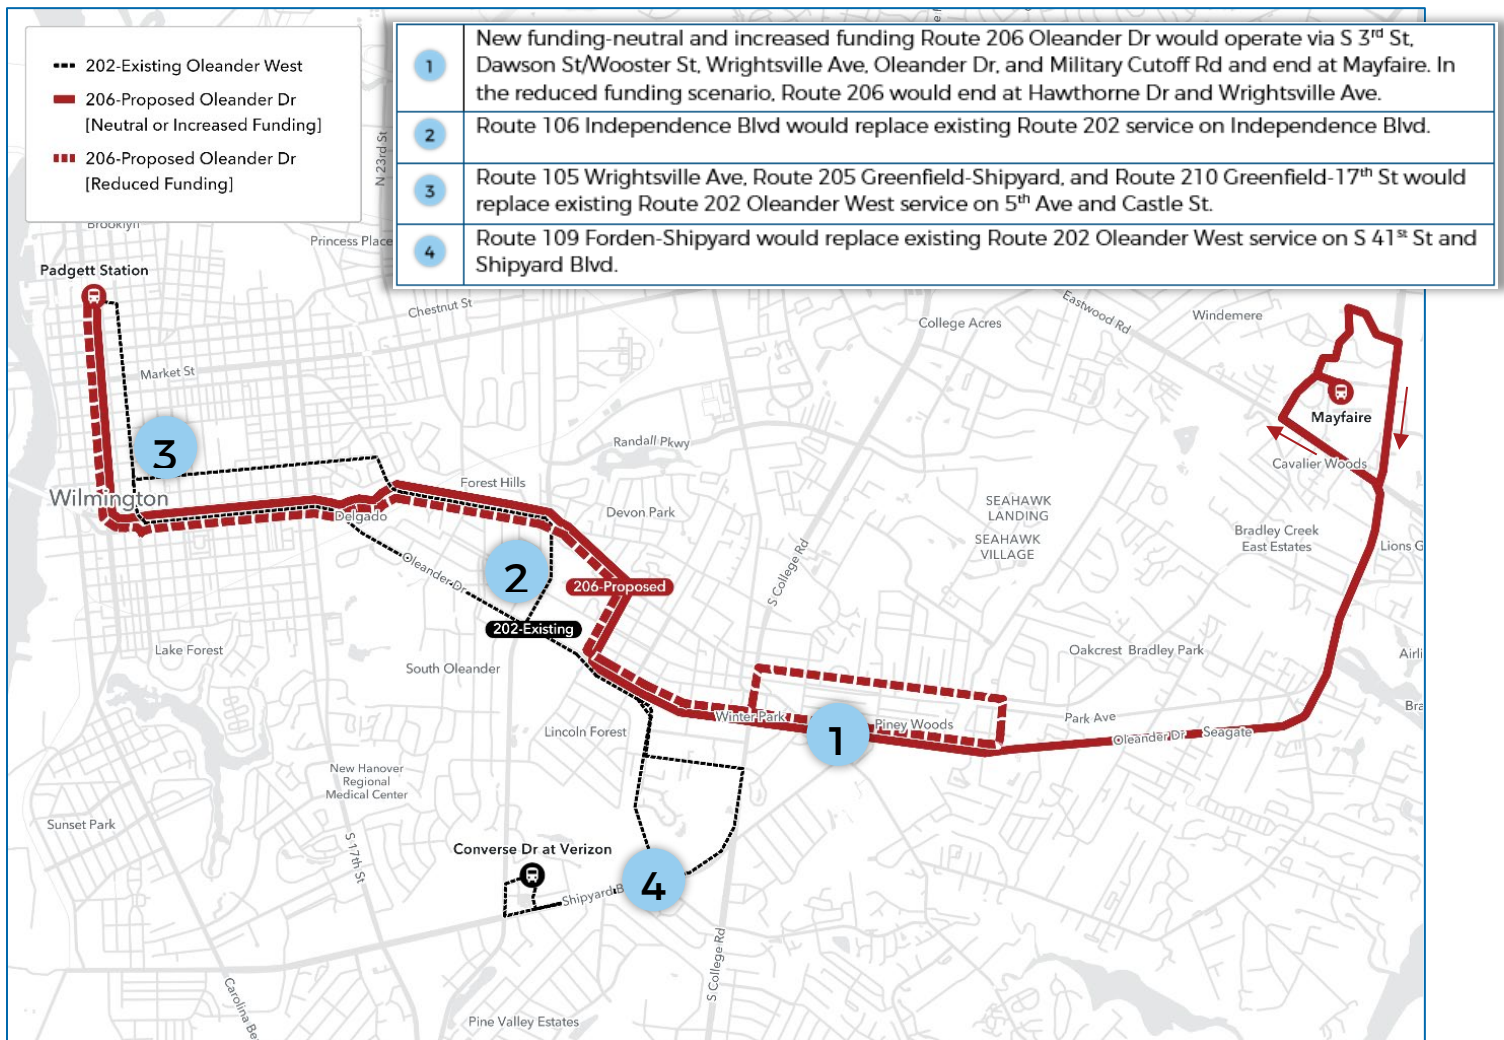 202-Existing Oleander West
206-Proposed Oleander Dr
[Neutral or Increased Funding]
206-Proposed Oleander Dr
[Reduced Funding]
1
New funding-neutral and increased funding Route 206 Oleander Dr would operate via S 3rd St,
Dawson St/Wooster St, Wrightsville Ave, Oleander Dr, and Military Cutoff Rd and end at Mayfaire. In
the reduced funding scenario, Route 206 would end at Hawthorne Dr and Wrightsville Ave.
2
Route 106 Independence Blvd would replace existing Route 202 service on Independence Blvd.
3
Route 105 Wrightsville Ave, Route 205 Greenfield-Shipyard, and Route 210 Greenfield-17th St would
replace existing Route 202 Oleander West service on 5th Ave and Castle St.
4
Route 109 Forden-Shipyard would replace existing Route 202 Oleander West service on S 41st St and
Shipyard Blvd.
N 23rd St
Brooklyn
Princess Place
Padgett Station
Chestnut St
College Acres
Eastwood Rd
Windemere
Market St
Mayfaire
3
Randall Pkwy
Cavalier Woods
Wilmington
Forest Hills
Delgado
Devon Park
SEAHAWK
LANDING
SEAHAWK
VILLAGE
Bradley Creek
East Estates
Lions G
S College Rd
Oleander Dr
2
206-Proposed
202-Existing
Lake Forest
South Oleander
Oakcrest
Bradley Park
Airli
Bra
Lincoln Forest
Winter Park
1
Piney Woods
Park Ave
Oleander Dr
Seagate
New Hanover
Regional
Medical Center
Sunset Park
S 17th St
Converse Dr at Verizon
Shipyard B
4
S College Rd
Carolina Be
Pine Valley Estates